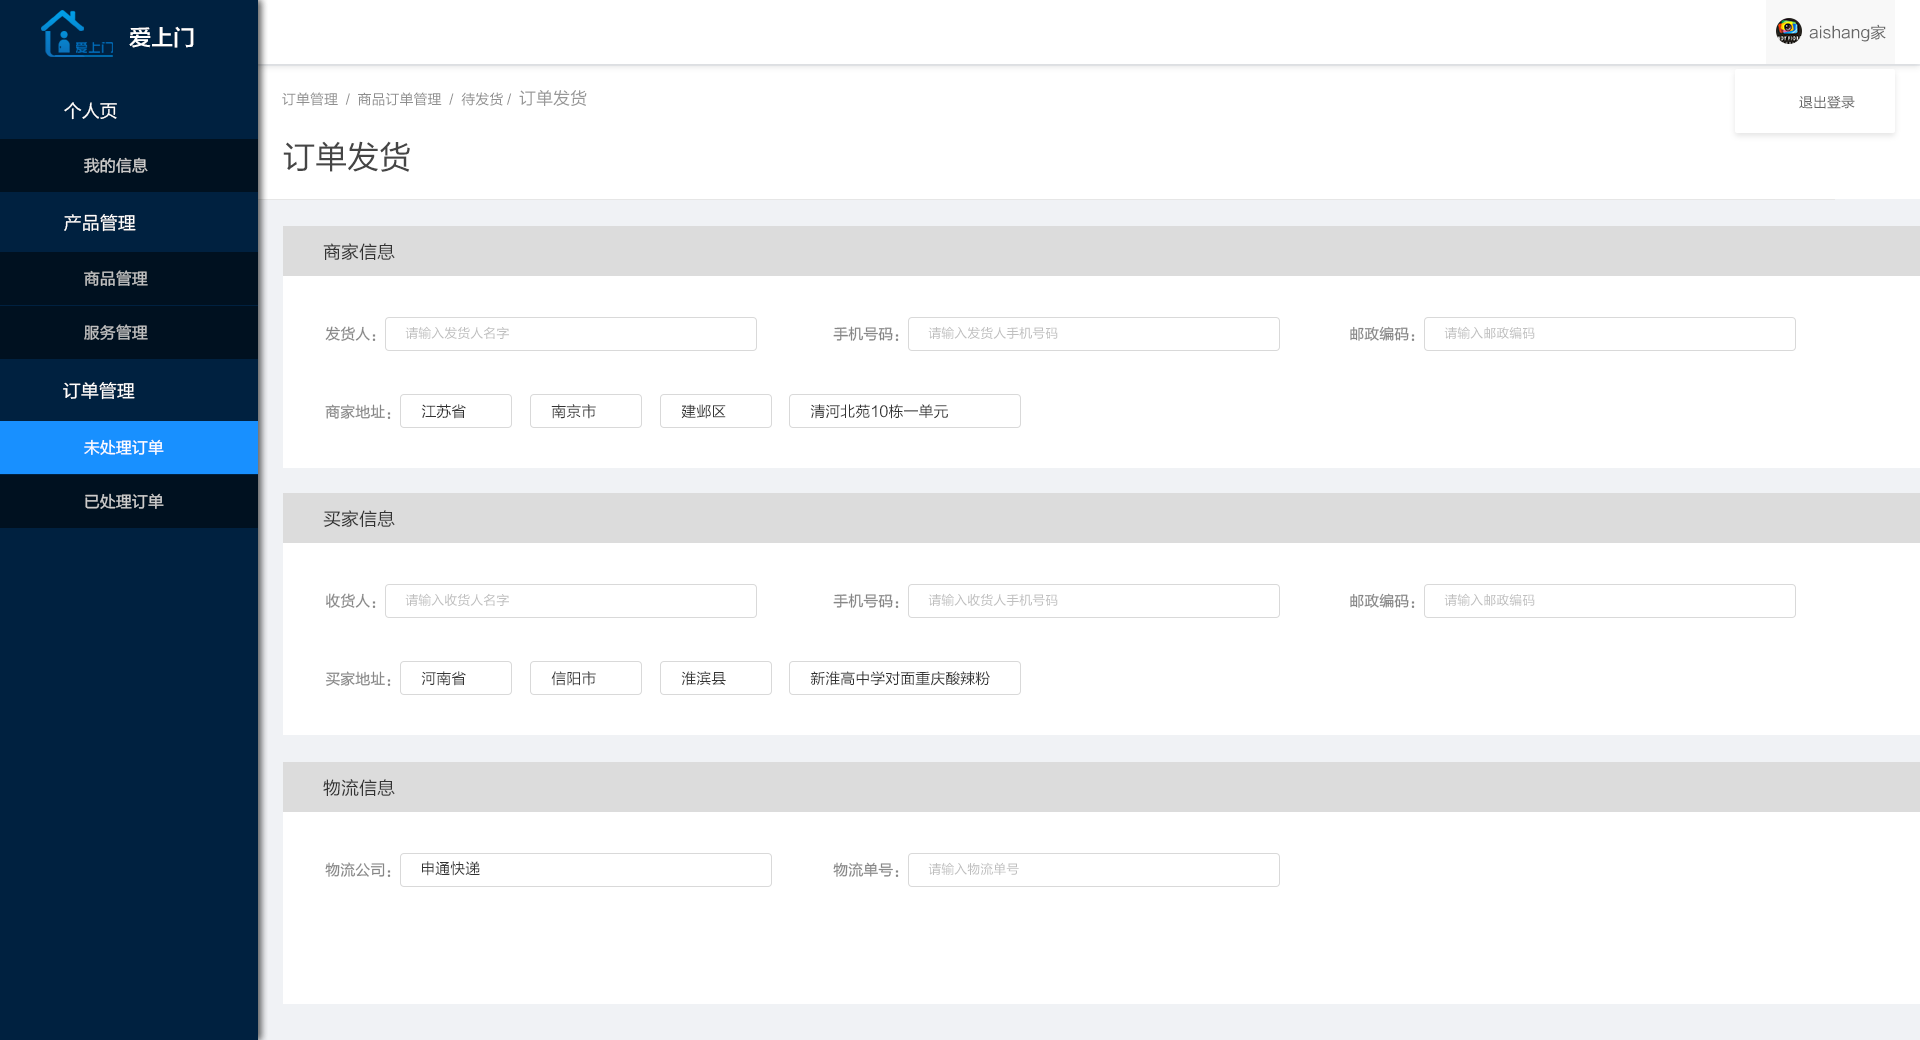 爱上门
爱上门
个人页
我的信息
产品管理
商品管理
服务管理
订单管理
未处理订单
已处理订单
aishang家
退出登录
订单管理 / 商品订单管理 / 待发货 / 订单发货
订单发货
商家信息
发货人： 请输入发货人名字 手机号码： 请输入发货人手机号码 邮政编码： 请输入邮政编码
商家地址： 江苏省 南京市 建邺区 清河北苑10栋一单元
买家信息
收货人： 请输入收货人名字 手机号码： 请输入收货人手机号码 邮政编码： 请输入邮政编码
买家地址： 河南省 信阳市 淮滨县 新淮高中学对面重庆酸辣粉
物流信息
物流公司： 申通快递 物流单号： 请输入物流单号